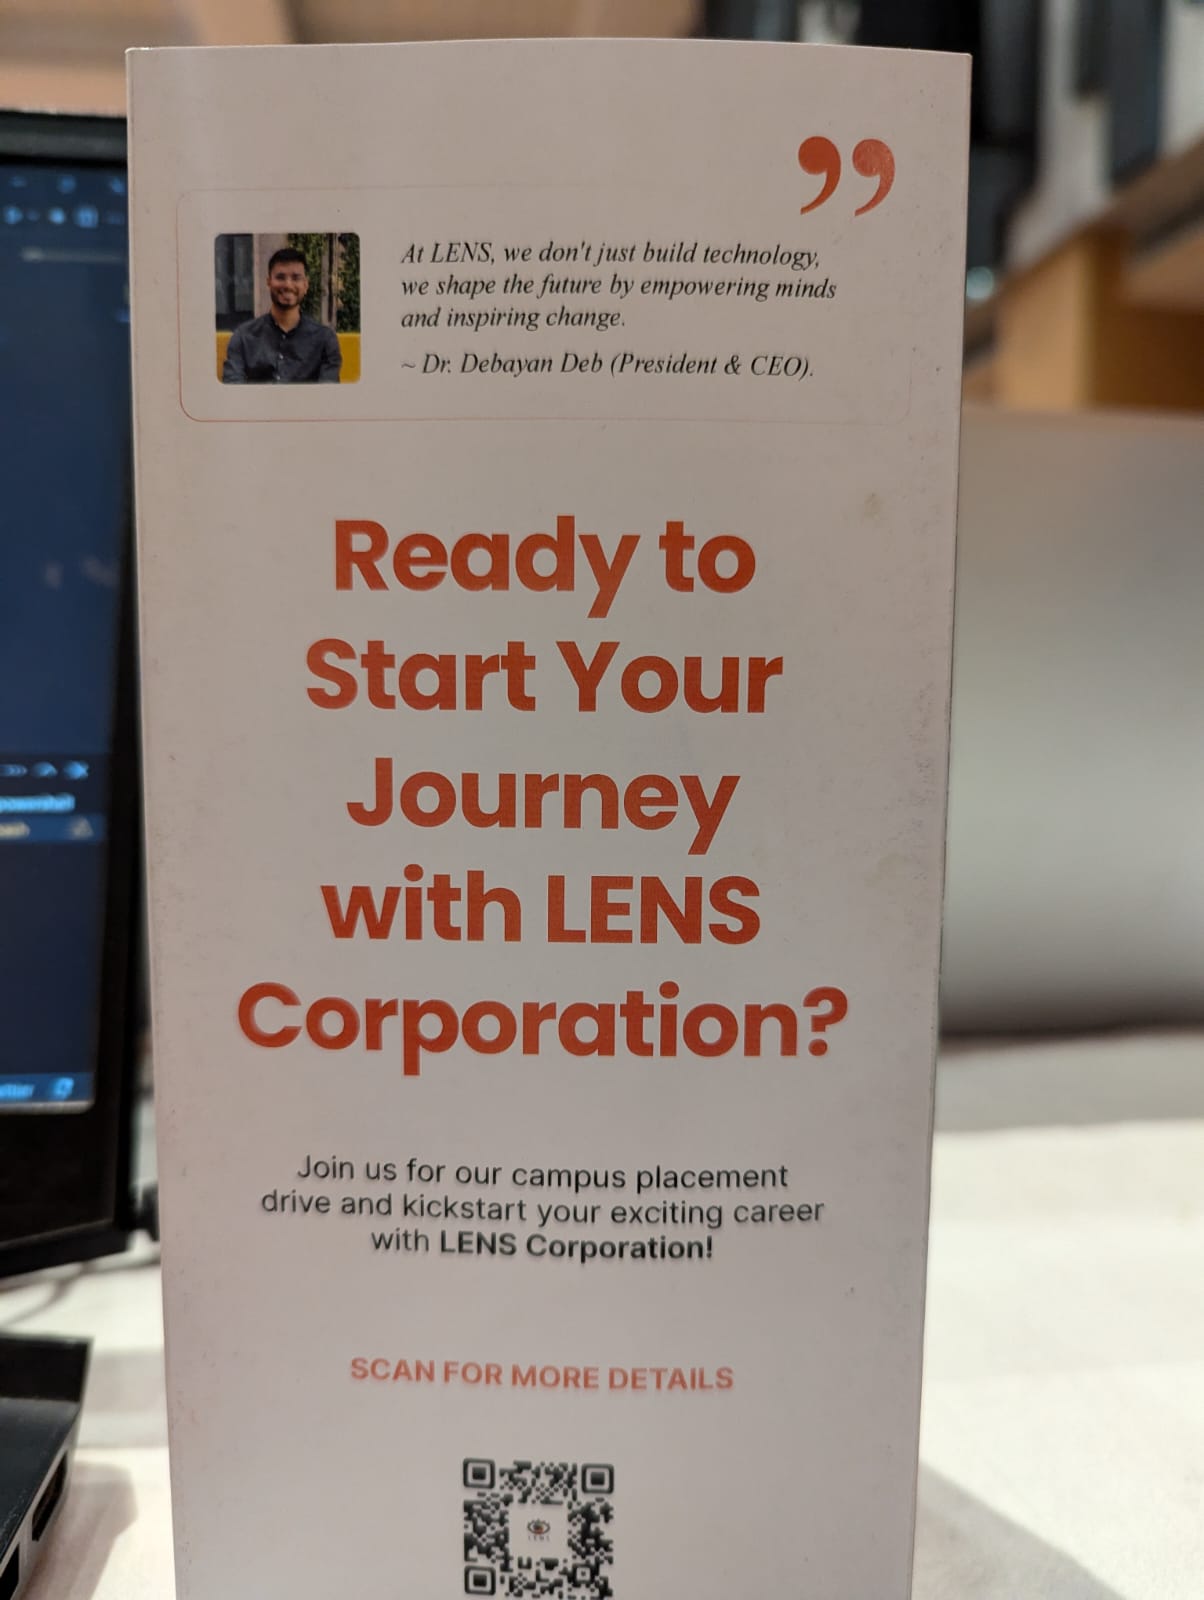 ”
At LENS, we don't just build technology,
we shape the future by empowering minds
and inspiring change.
~ Dr. Debayan Deb (President & CEO).
Ready to
Start Your
Journey
with LENS
Corporation?
Join us for our campus placement
drive and kickstart your exciting career
with LENS Corporation!
SCAN FOR MORE DETAILS
LENS
powershell